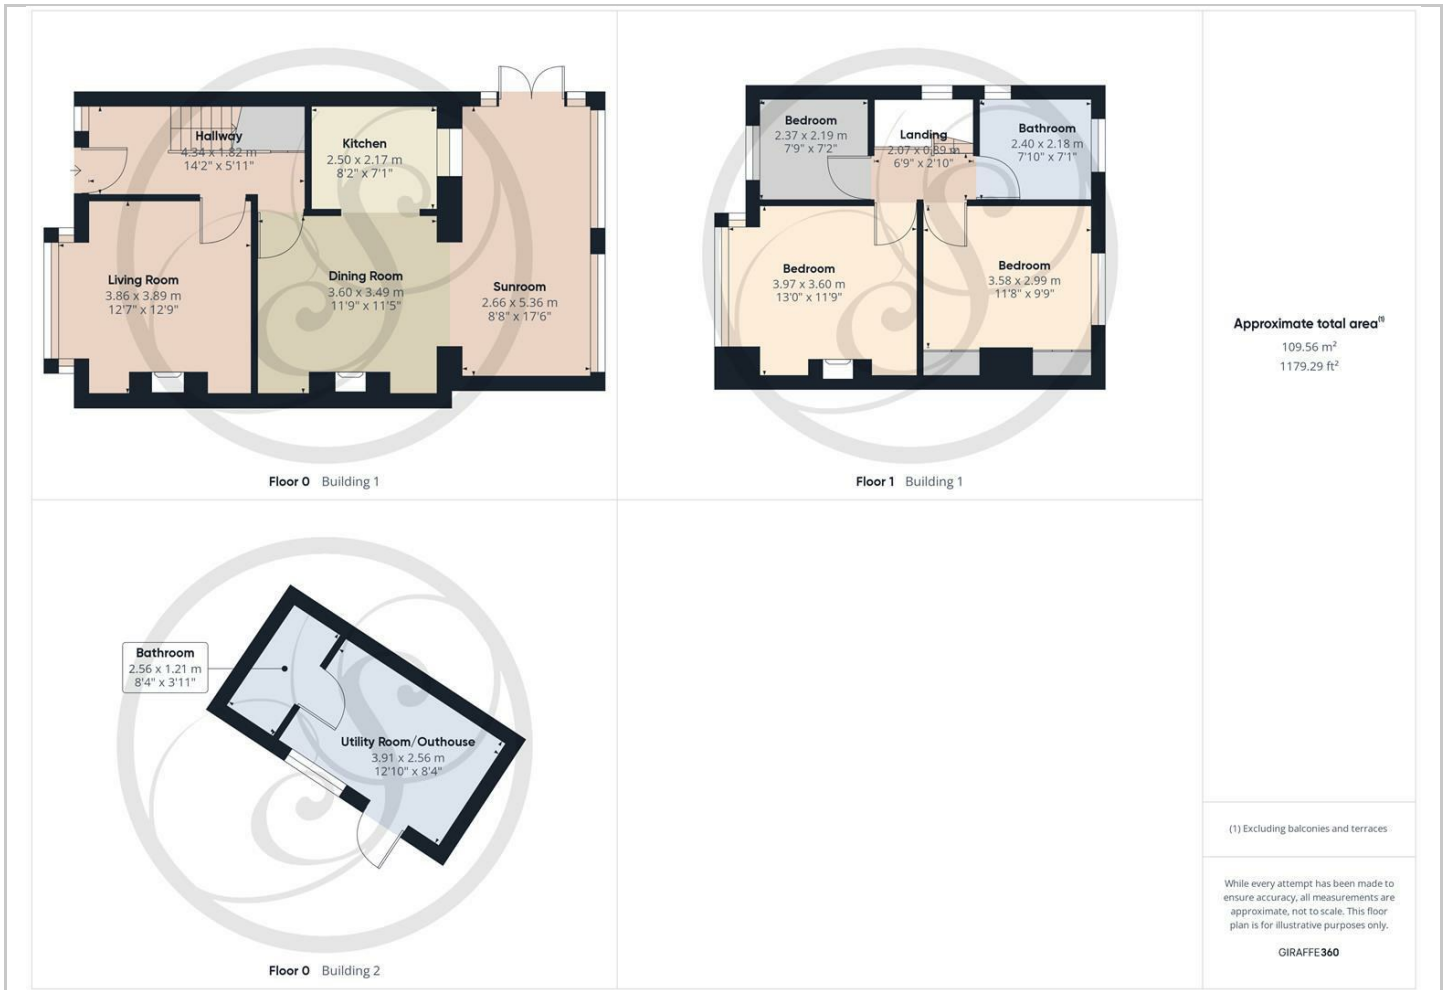 Hallway
4.34 x 1.82 m
14'2" x 5'11"
Kitchen
2.50 x 2.17 m
8'2" x 7'1"
Living Room
3.86 x 3.89 m
12'7" x 12'9"
Dining Room
3.60 x 3.49 m
11'9" x 11'5"
Sunroom
2.66 x 5.36 m
8'8" x 17'6"
Floor 0 Building 1
Bedroom
2.37 x 2.19 m
7'9" x 7'2"
Landing
2.07 x 0.89 m
6'9" x 2'10"
Bathroom
2.40 x 2.18 m
7'10" x 7'1"
Bedroom
3.97 x 3.60 m
13'0" x 11'9"
Bedroom
3.58 x 2.99 m
11'8" x 9'9"
Floor 1 Building 1
Approximate total area(1)
109.56 m²
1179.29 ft²
Bathroom
2.56 x 1.21 m
8'4" x 3'11"
Utility Room/Outhouse
3.91 x 2.56 m
12'10" x 8'4"
Floor 0 Building 2
(1) Excluding balconies and terraces
While every attempt has been made to
ensure accuracy, all measurements are
approximate, not to scale. This floor
plan is for illustrative purposes only.
GIRAFFE360